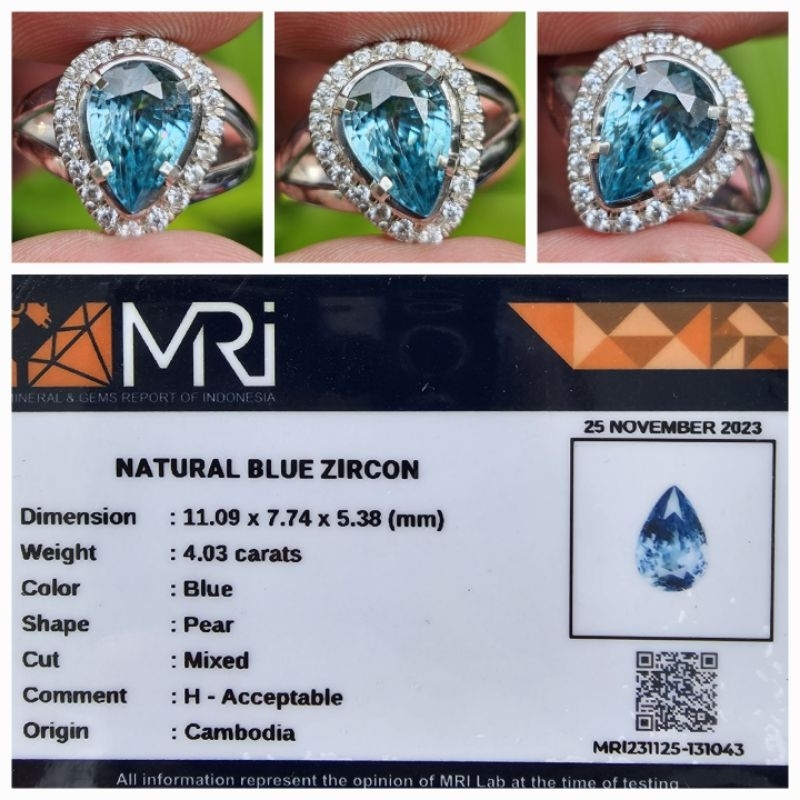 MRi
MINERAL & GEMS REPORT OF INDONESIA
25 NOVEMBER 2023
NATURAL BLUE ZIRCON
Dimension : 11.09 x 7.74 x 5.38 (mm)
Weight : 4.03 carats
Color : Blue
Shape : Pear
Cut : Mixed
Comment : H - Acceptable
Origin : Cambodia
MRI231125-131043
All information represent the opinion of MRI Lab at the time of testing